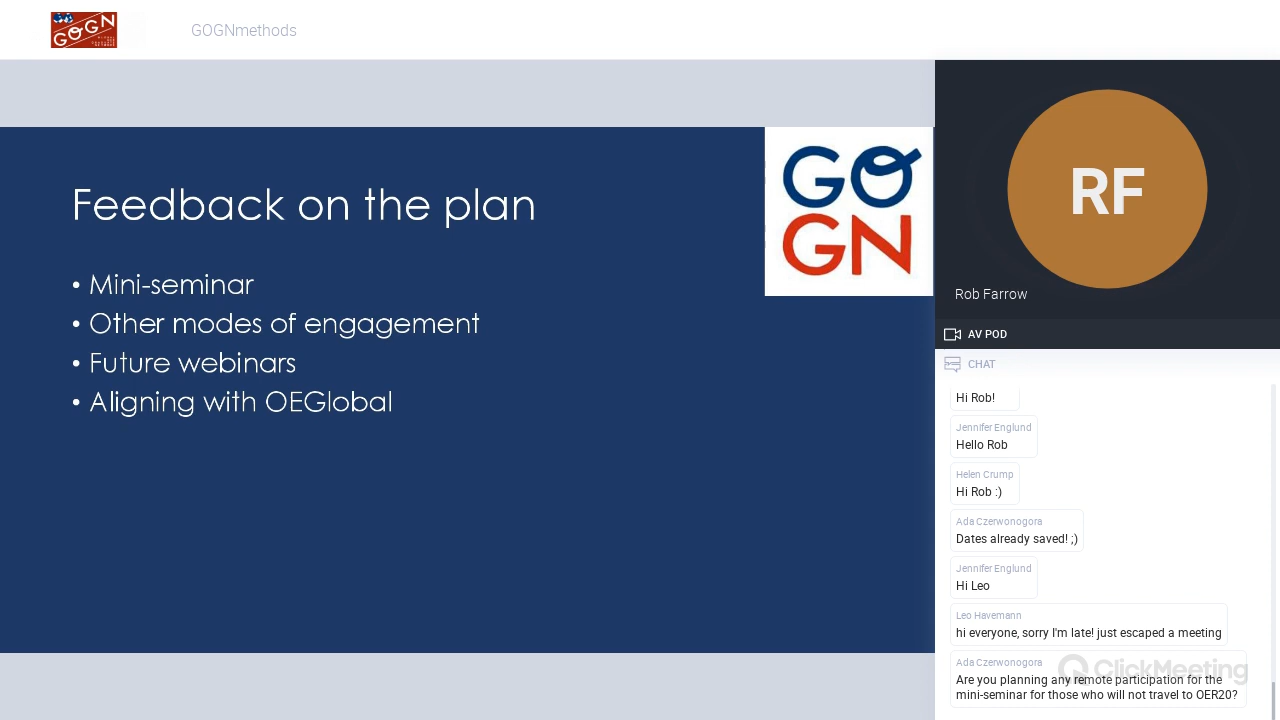 GOGN
GOGNmethods
Feedback on the plan
• Mini-seminar
• Other modes of engagement
• Future webinars
• Aligning with OEGlobal
GO
GN
RF
Rob Farrow
AV POD
CHAT
Hi Rob!
Jennifer Englund
Hello Rob
Helen Crump
Hi Rob :)
Ada Czerwonogora
Dates already saved! ;)
Jennifer Englund
Hi Leo
Leo Havemann
hi everyone, sorry I'm late! just escaped a meeting
Ada Czerwonogora
Are you planning any remote participation for the
mini-seminar for those who will not travel to OER20?
ClickMeeting